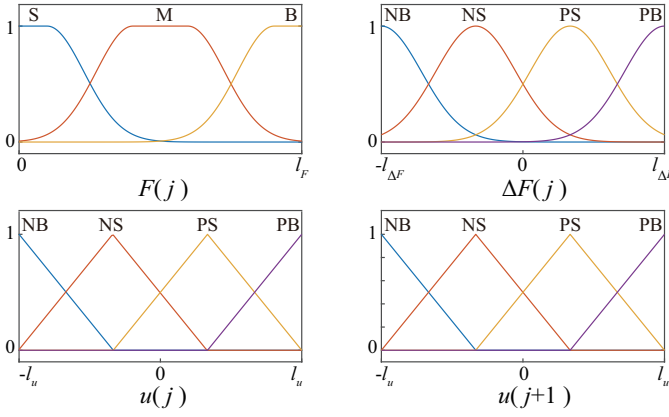 1 S M B
0
0 l_F
F(j)
1 NB NS PS PB
0
-l_ΔF 0
ΔF(j)
1 NB NS PS PB
0
-l_u 0 l_u
u(j)
1 NB NS PS PB
0
-l_u 0 l_u
u(j+1)